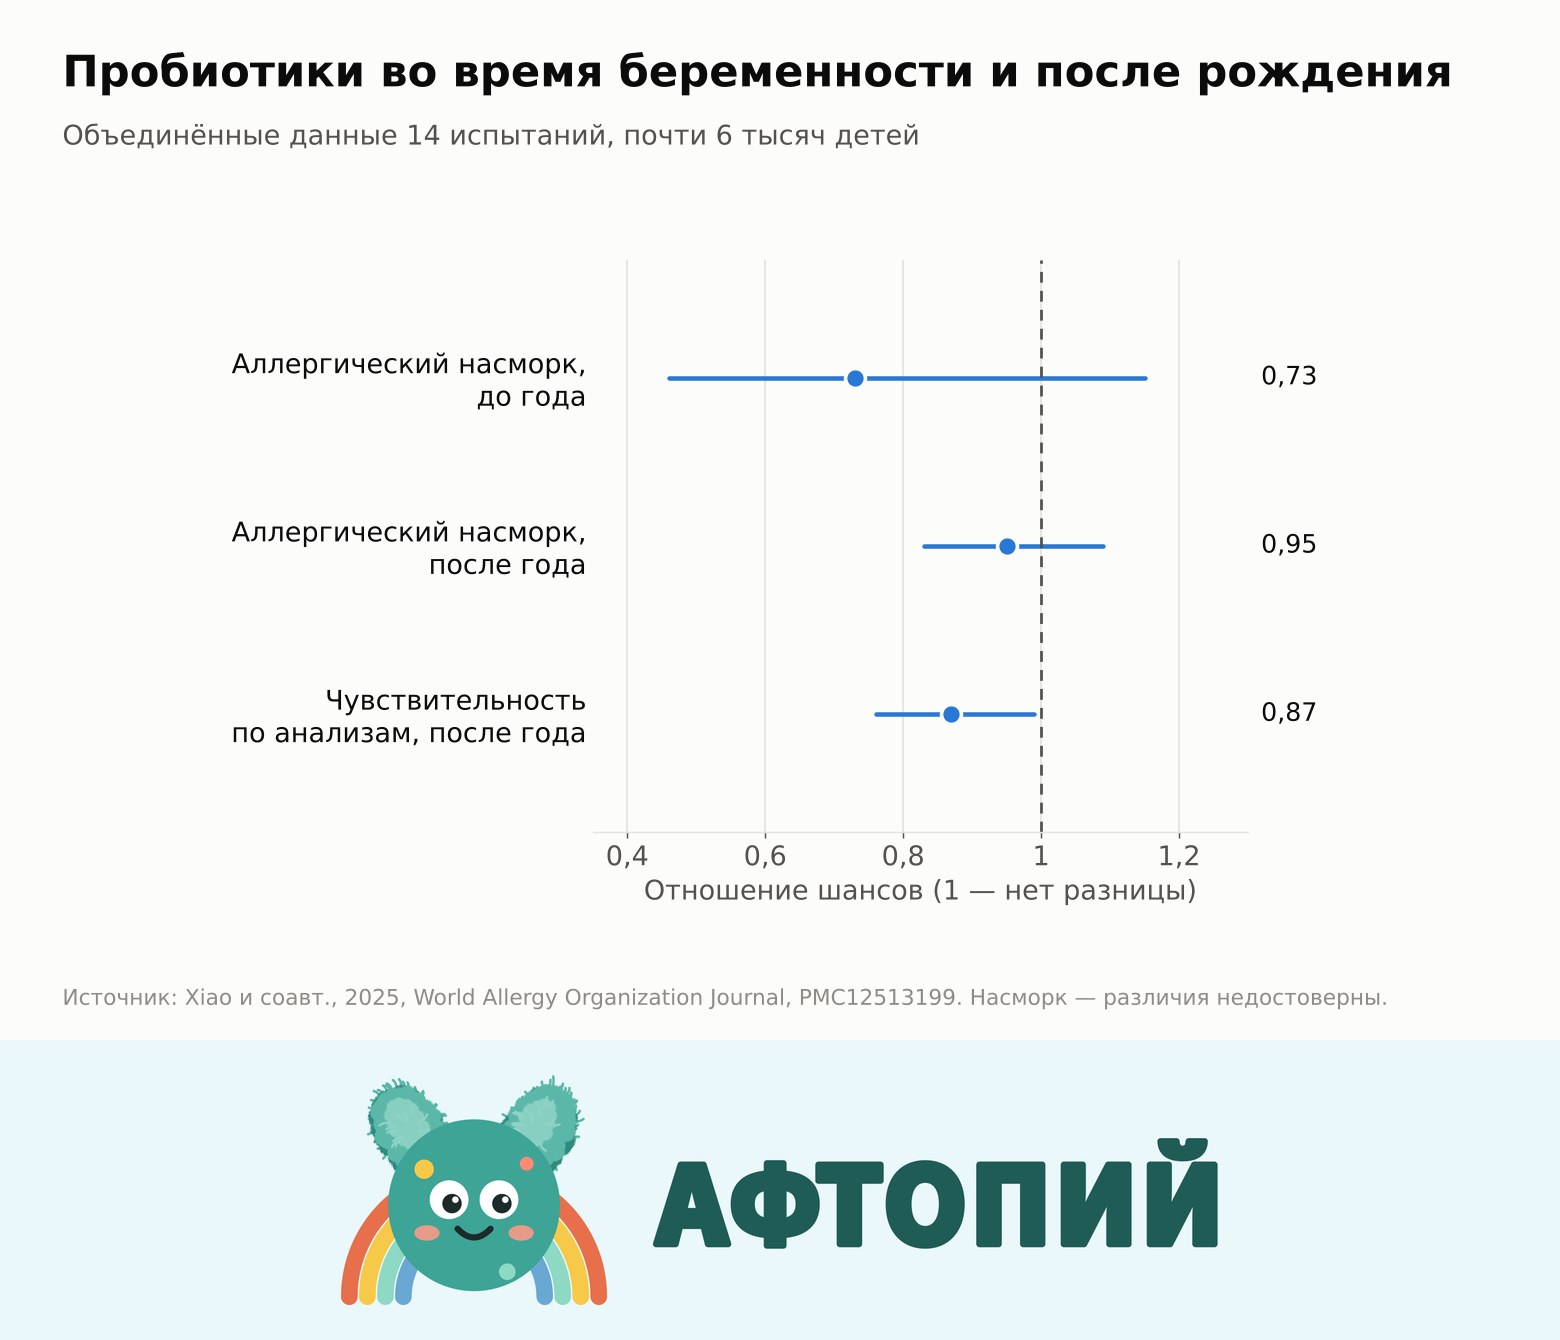 Пробиотики во время беременности и после рождения
Объединённые данные 14 испытаний, почти 6 тысяч детей
Аллергический насморк,
до года
0,73
Аллергический насморк,
после года
0,95
Чувствительность
по анализам, после года
0,87
0,4 0,6 0,8 1 1,2
Отношение шансов (1 — нет разницы)
Источник: Xiao и соавт., 2025, World Allergy Organization Journal, PMC12513199. Насморк — различия недостоверны.
АФТОПИЙ